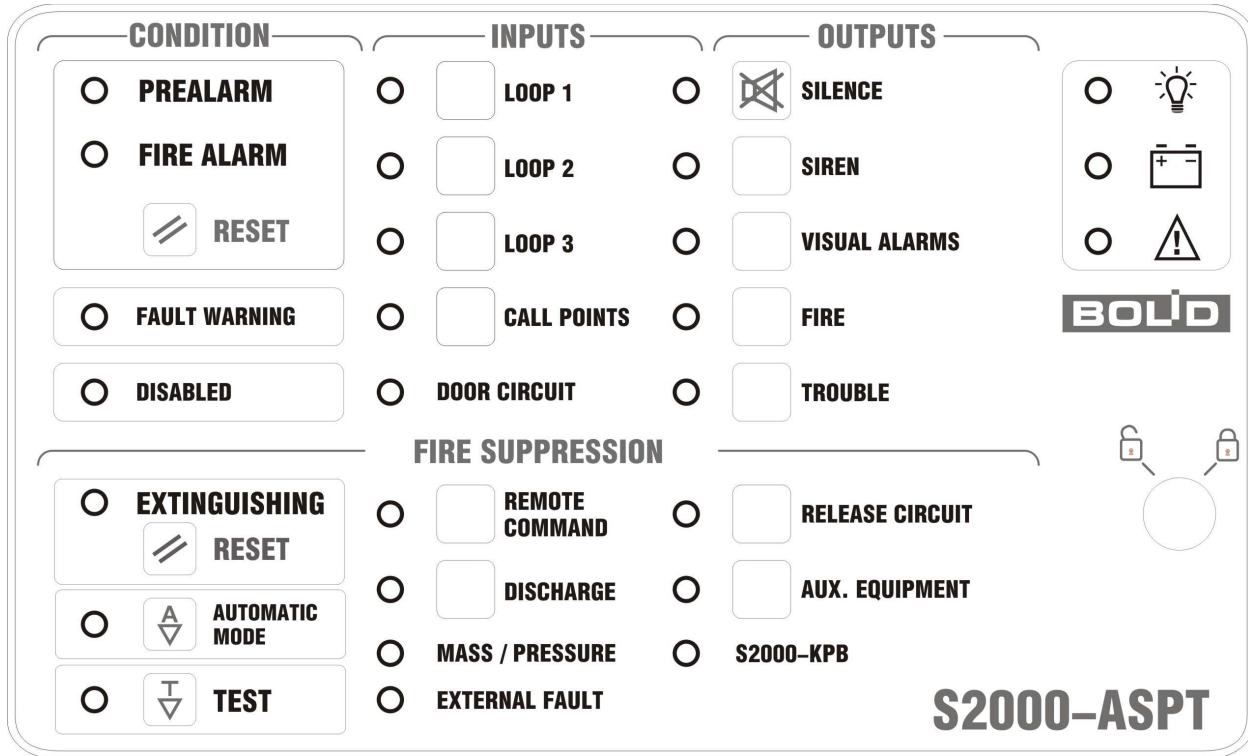 CONDITION
PREALARM
FIRE ALARM
RESET
FAULT WARNING
DISABLED
INPUTS
LOOP 1
LOOP 2
LOOP 3
CALL POINTS
DOOR CIRCUIT
OUTPUTS
SILENCE
SIREN
VISUAL ALARMS
FIRE
TROUBLE
BOLID
FIRE SUPPRESSION
EXTINGUISHING
RESET
A
AUTOMATIC
MODE
T
TEST
REMOTE
COMMAND
DISCHARGE
MASS / PRESSURE
EXTERNAL FAULT
RELEASE CIRCUIT
AUX. EQUIPMENT
S2000–KPB
S2000–ASPT